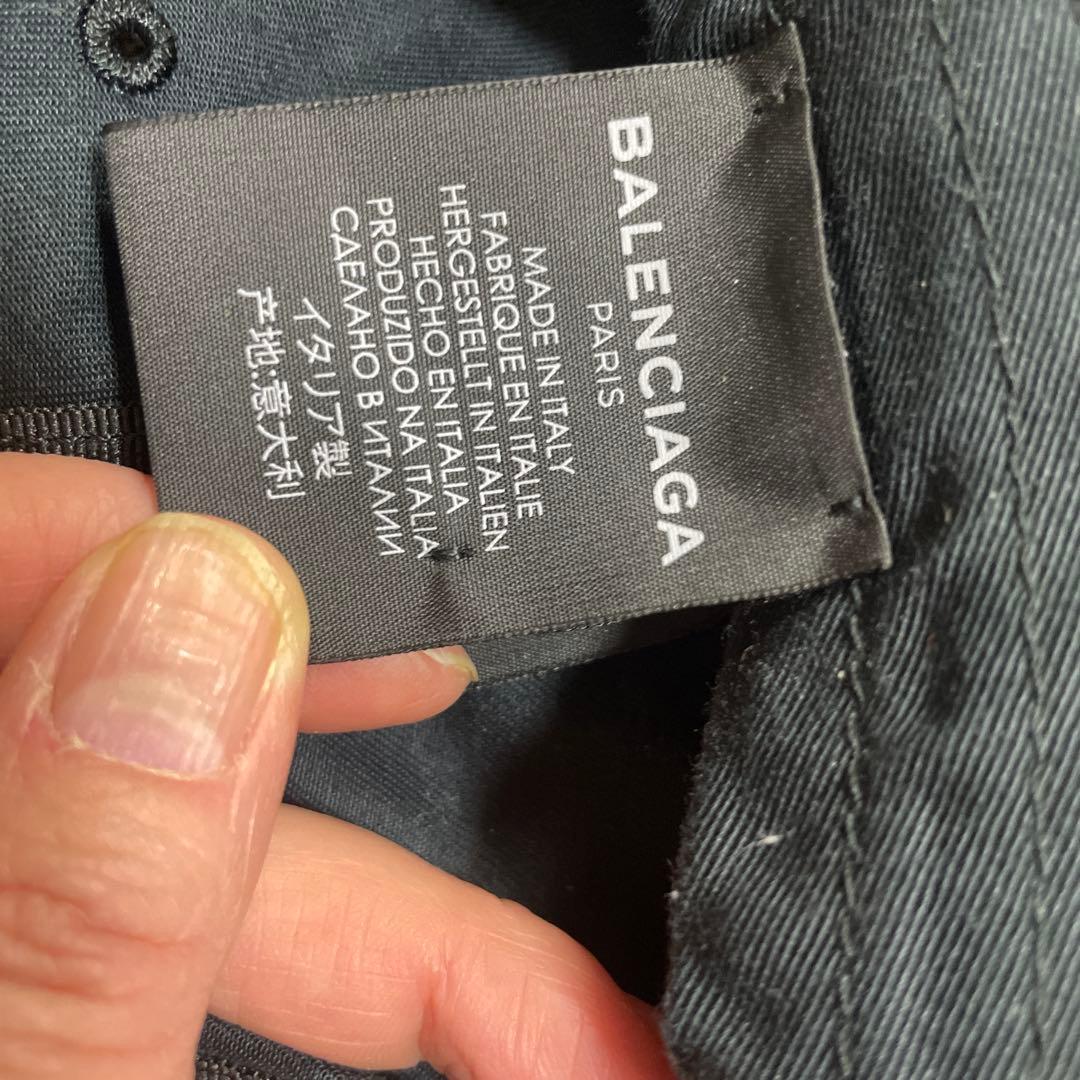 BALENCIAGA
PARIS
MADE IN ITALY
FABRIQUE EN ITALIE
HERGESTELLT IN ITALIEN
HECHO EN ITALIA
PRODUZIDO NA ITALIA
СДЕЛАНО В ИТАЛИИ
イタリア製
产地:意大利